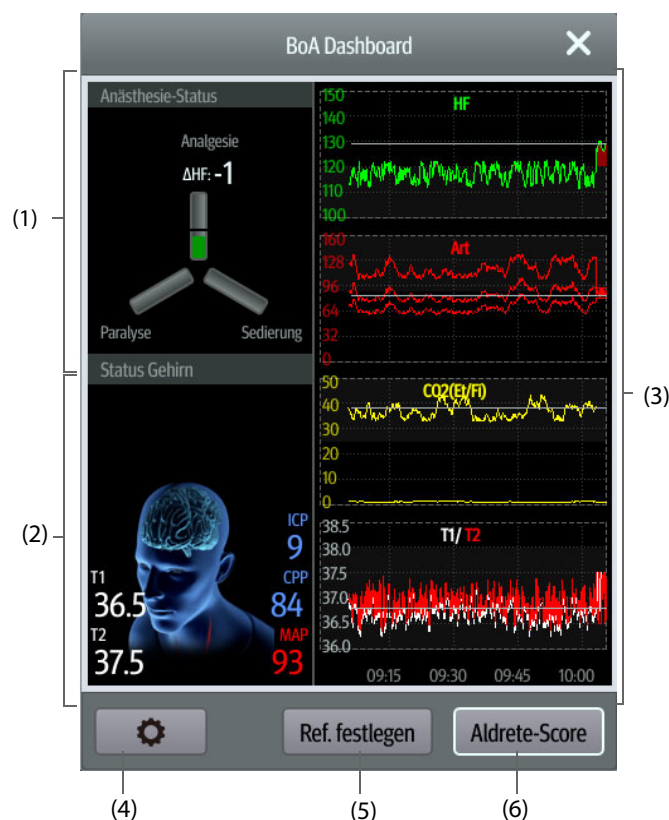 BoA Dashboard
Anästhesie-Status
Analgesie
ΔHF: -1
Paralyse
Sedierung
Status Gehirn
ICP
9
T1
36.5
CPP
84
T2
37.5
MAP
93
HF
150
140
130
120
110
100
Art
160
128
96
64
32
0
CO2(Et/Fi)
50
40
30
20
10
0
T1/ T2
38.5
38.0
37.5
37.0
36.5
36.0
09:15 09:30 09:45 10:00
Ref. festlegen
Aldrete-Score
(1)
(2)
(3)
(4)
(5)
(6)